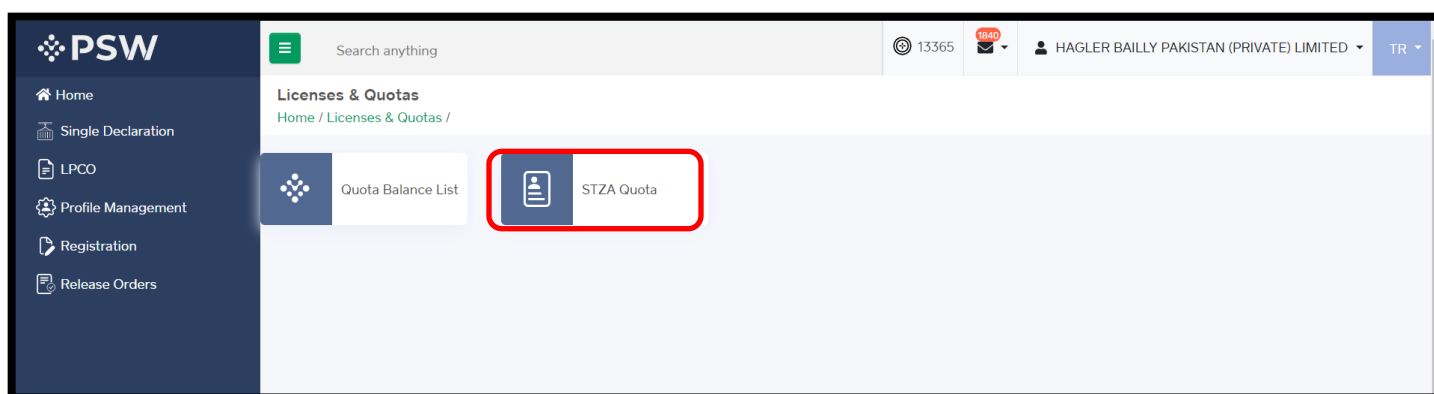 PSW
Search anything
13365
1840
HAGLER BAILLY PAKISTAN (PRIVATE) LIMITED
TR
Home
Single Declaration
LPCO
Profile Management
Registration
Release Orders
Licenses & Quotas
Home / Licenses & Quotas /
Quota Balance List
STZA Quota